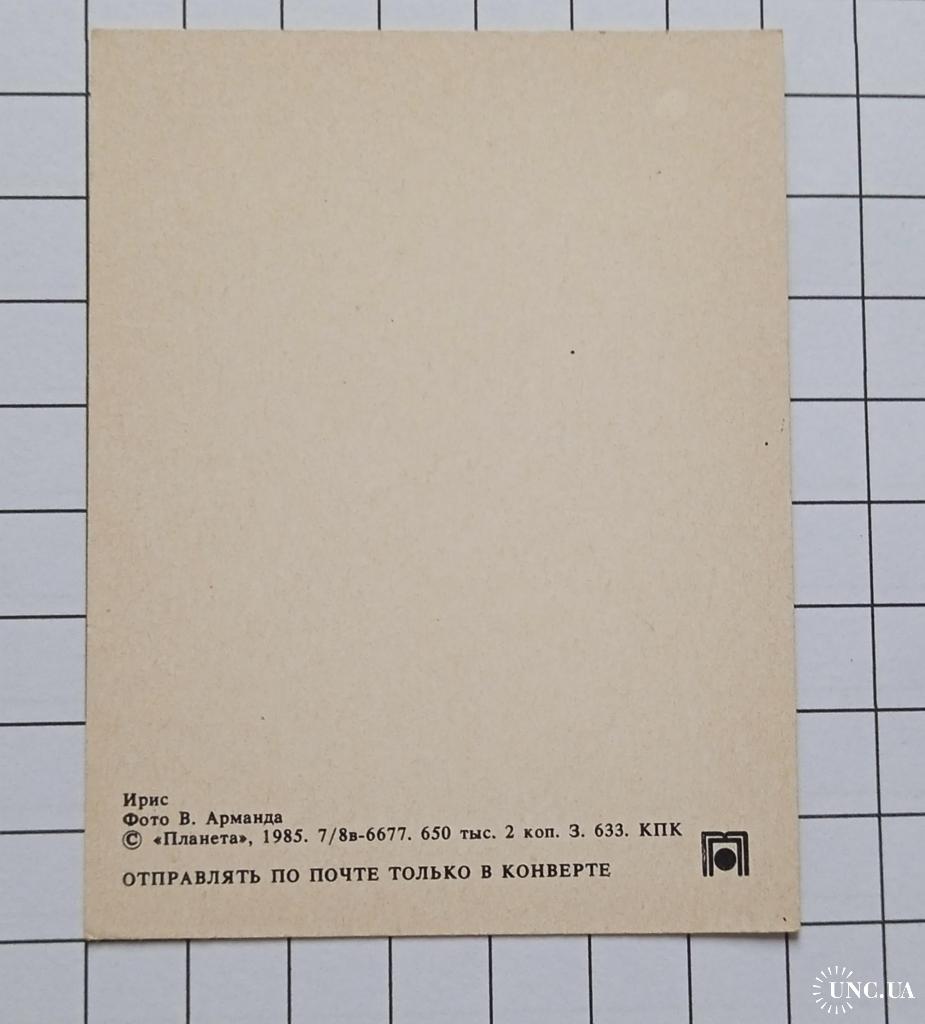 Ирис
Фото В. Арманда
© «Планета», 1985. 7/8в-6677. 650 тыс. 2 коп. З. 633. КПК
ОТПРАВЛЯТЬ ПО ПОЧТЕ ТОЛЬКО В КОНВЕРТЕ
UNC.UA